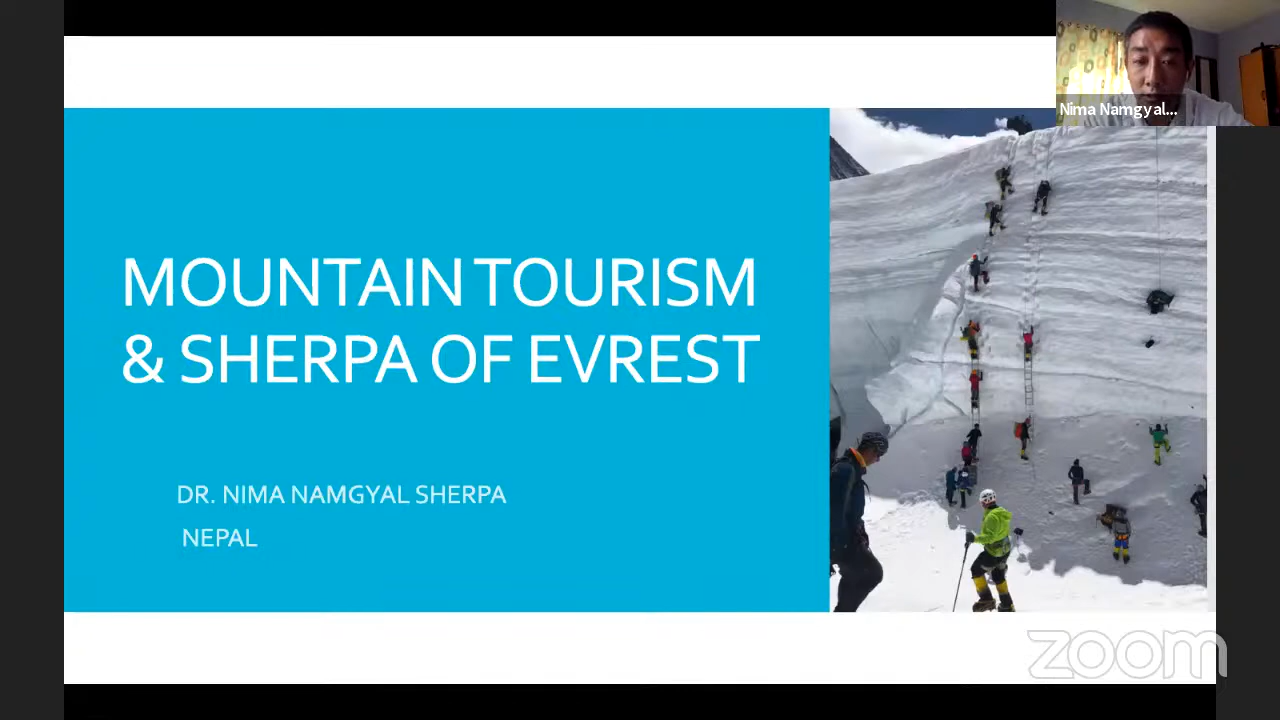 Nima Namgyal...
MOUNTAIN TOURISM
& SHERPA OF EVREST
DR. NIMA NAMGYAL SHERPA
NEPAL
zoom